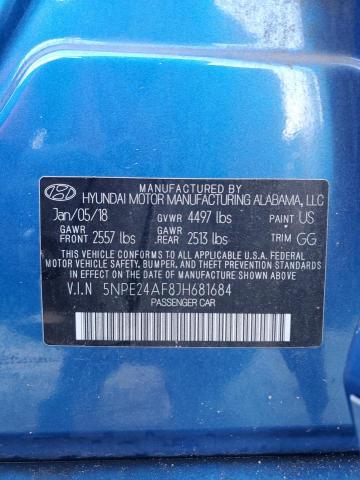 MANUFACTURED BY
HYUNDAI MOTOR MANUFACTURING ALABAMA, LLC
Jan/05/18 GVWR 4497 lbs PAINT US
GAWR FRONT 2557 lbs GAWR .REAR 2513 lbs TRIM GG
THIS VEHICLE CONFORMS TO ALL APPLICABLE U.S.A. FEDERAL
MOTOR VEHICLE SAFETY, BUMPER, AND THEFT PREVENTION
STANDARDS IN EFFECT ON THE DATE OF MANUFACTURE SHOWN ABOVE.
V.I.N 5NPE24AF8JH681684
PASSENGER CAR